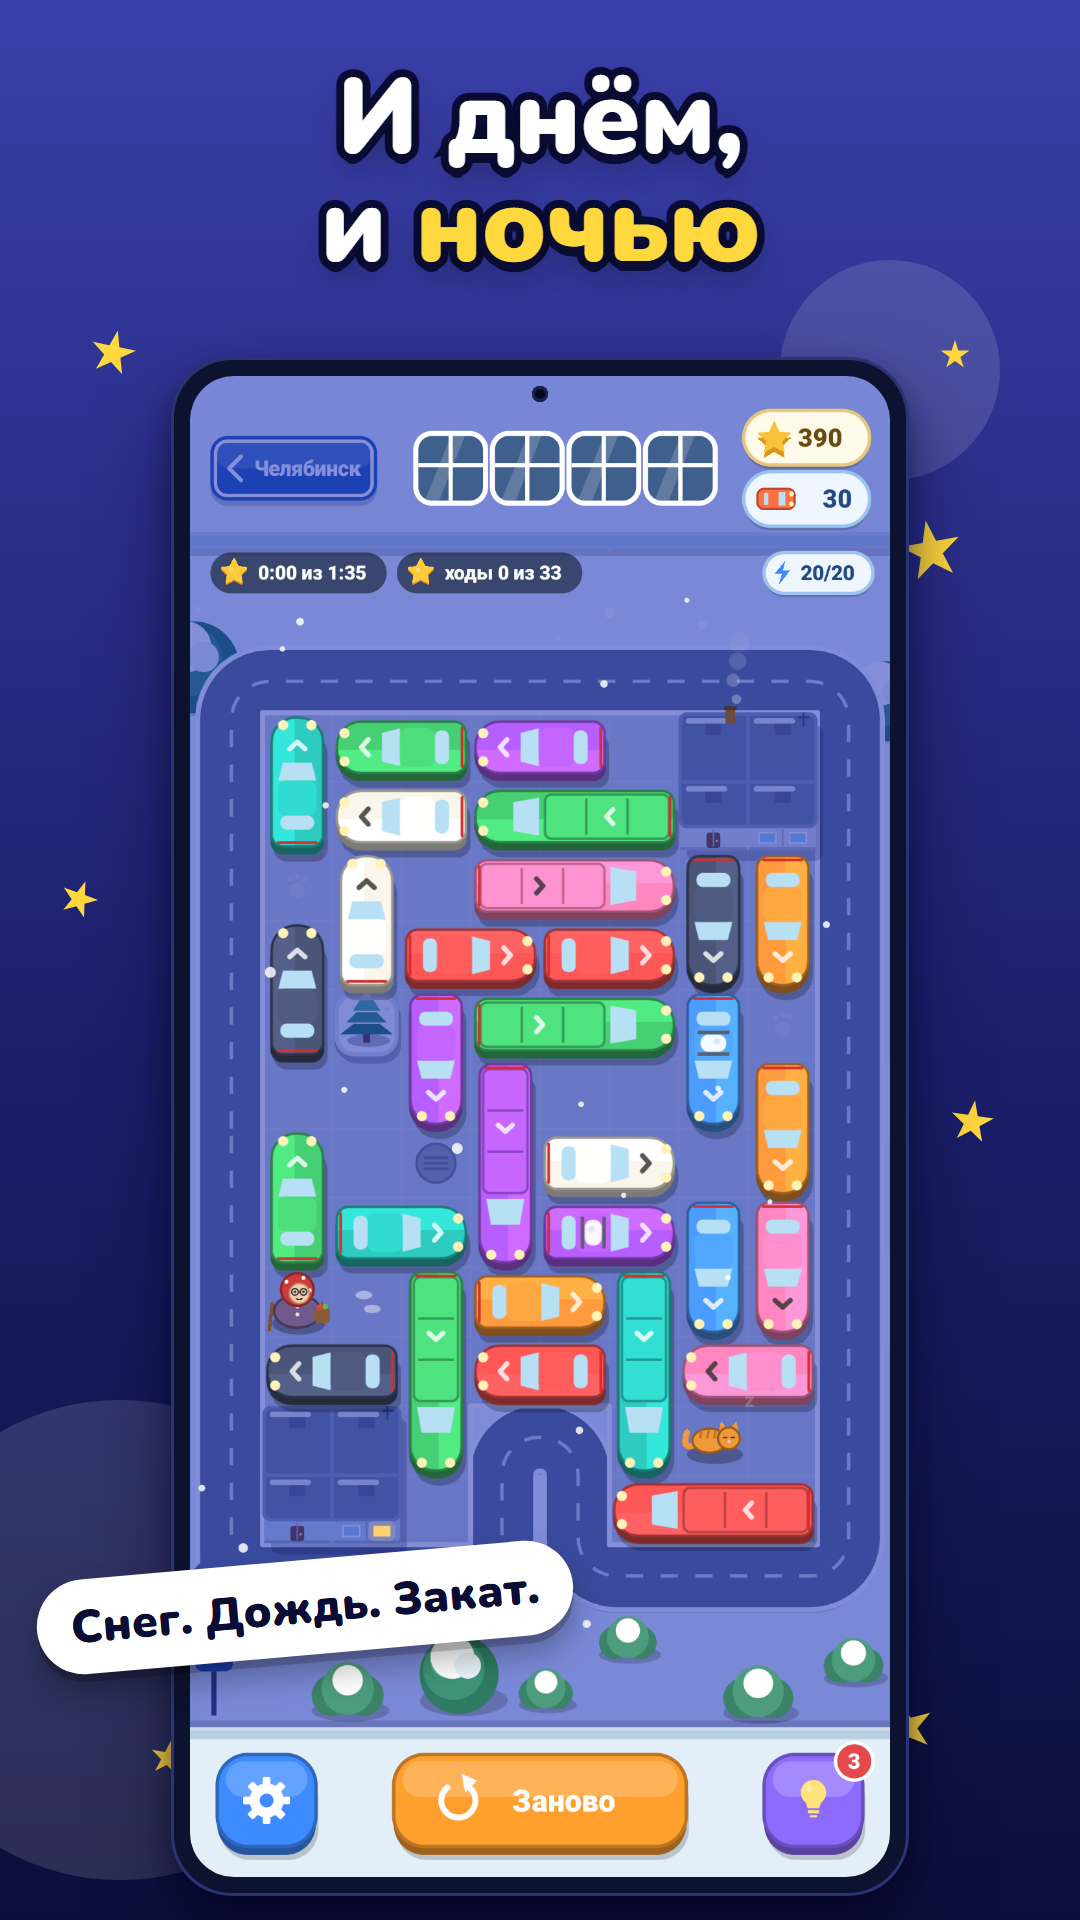 И днём,
и ночью
Челябинск
390
30
0:00 из 1:35
ходы 0 из 33
20/20
z
Снег. Дождь. Закат.
Заново
3